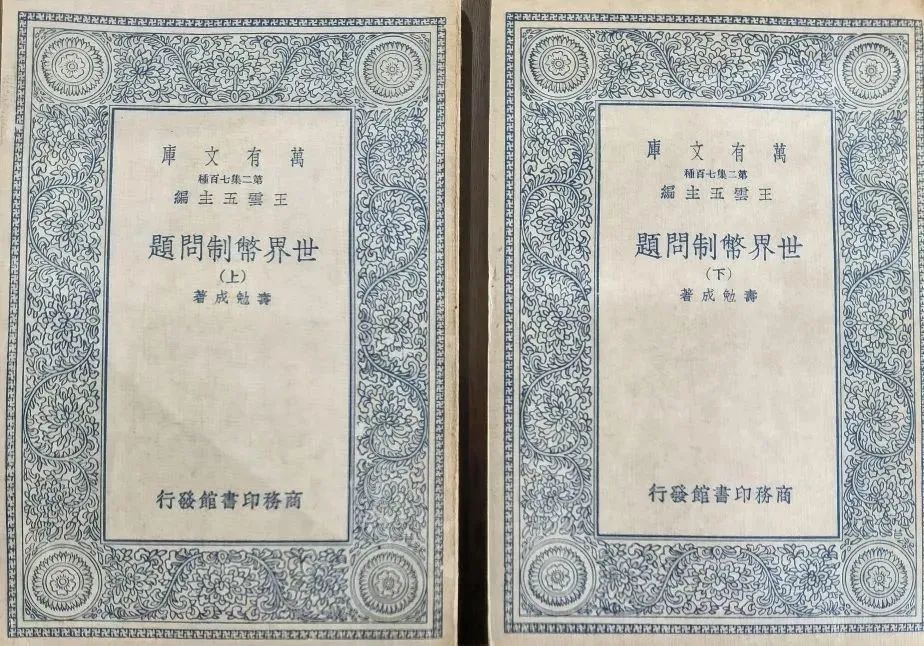 萬有文庫
第二集七百種
王雲五主編
世界幣制問題
（上）
壽勉成著
商務印書館發行
萬有文庫
第二集七百種
王雲五主編
世界幣制問題
（下）
壽勉成著
商務印書館發行